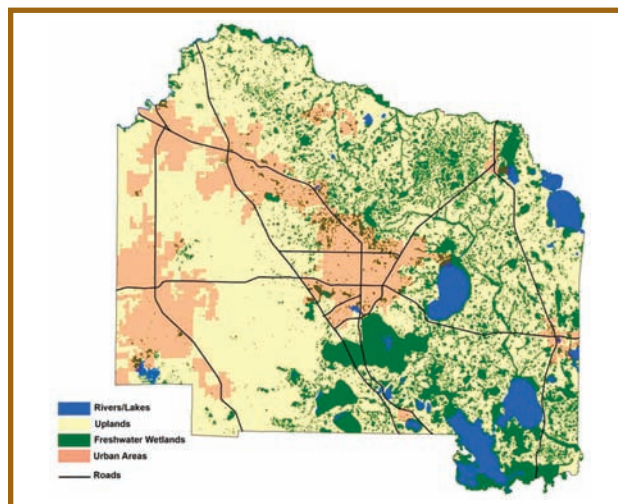 Rivers/Lakes
Uplands
Freshwater Wetlands
Urban Areas
Roads